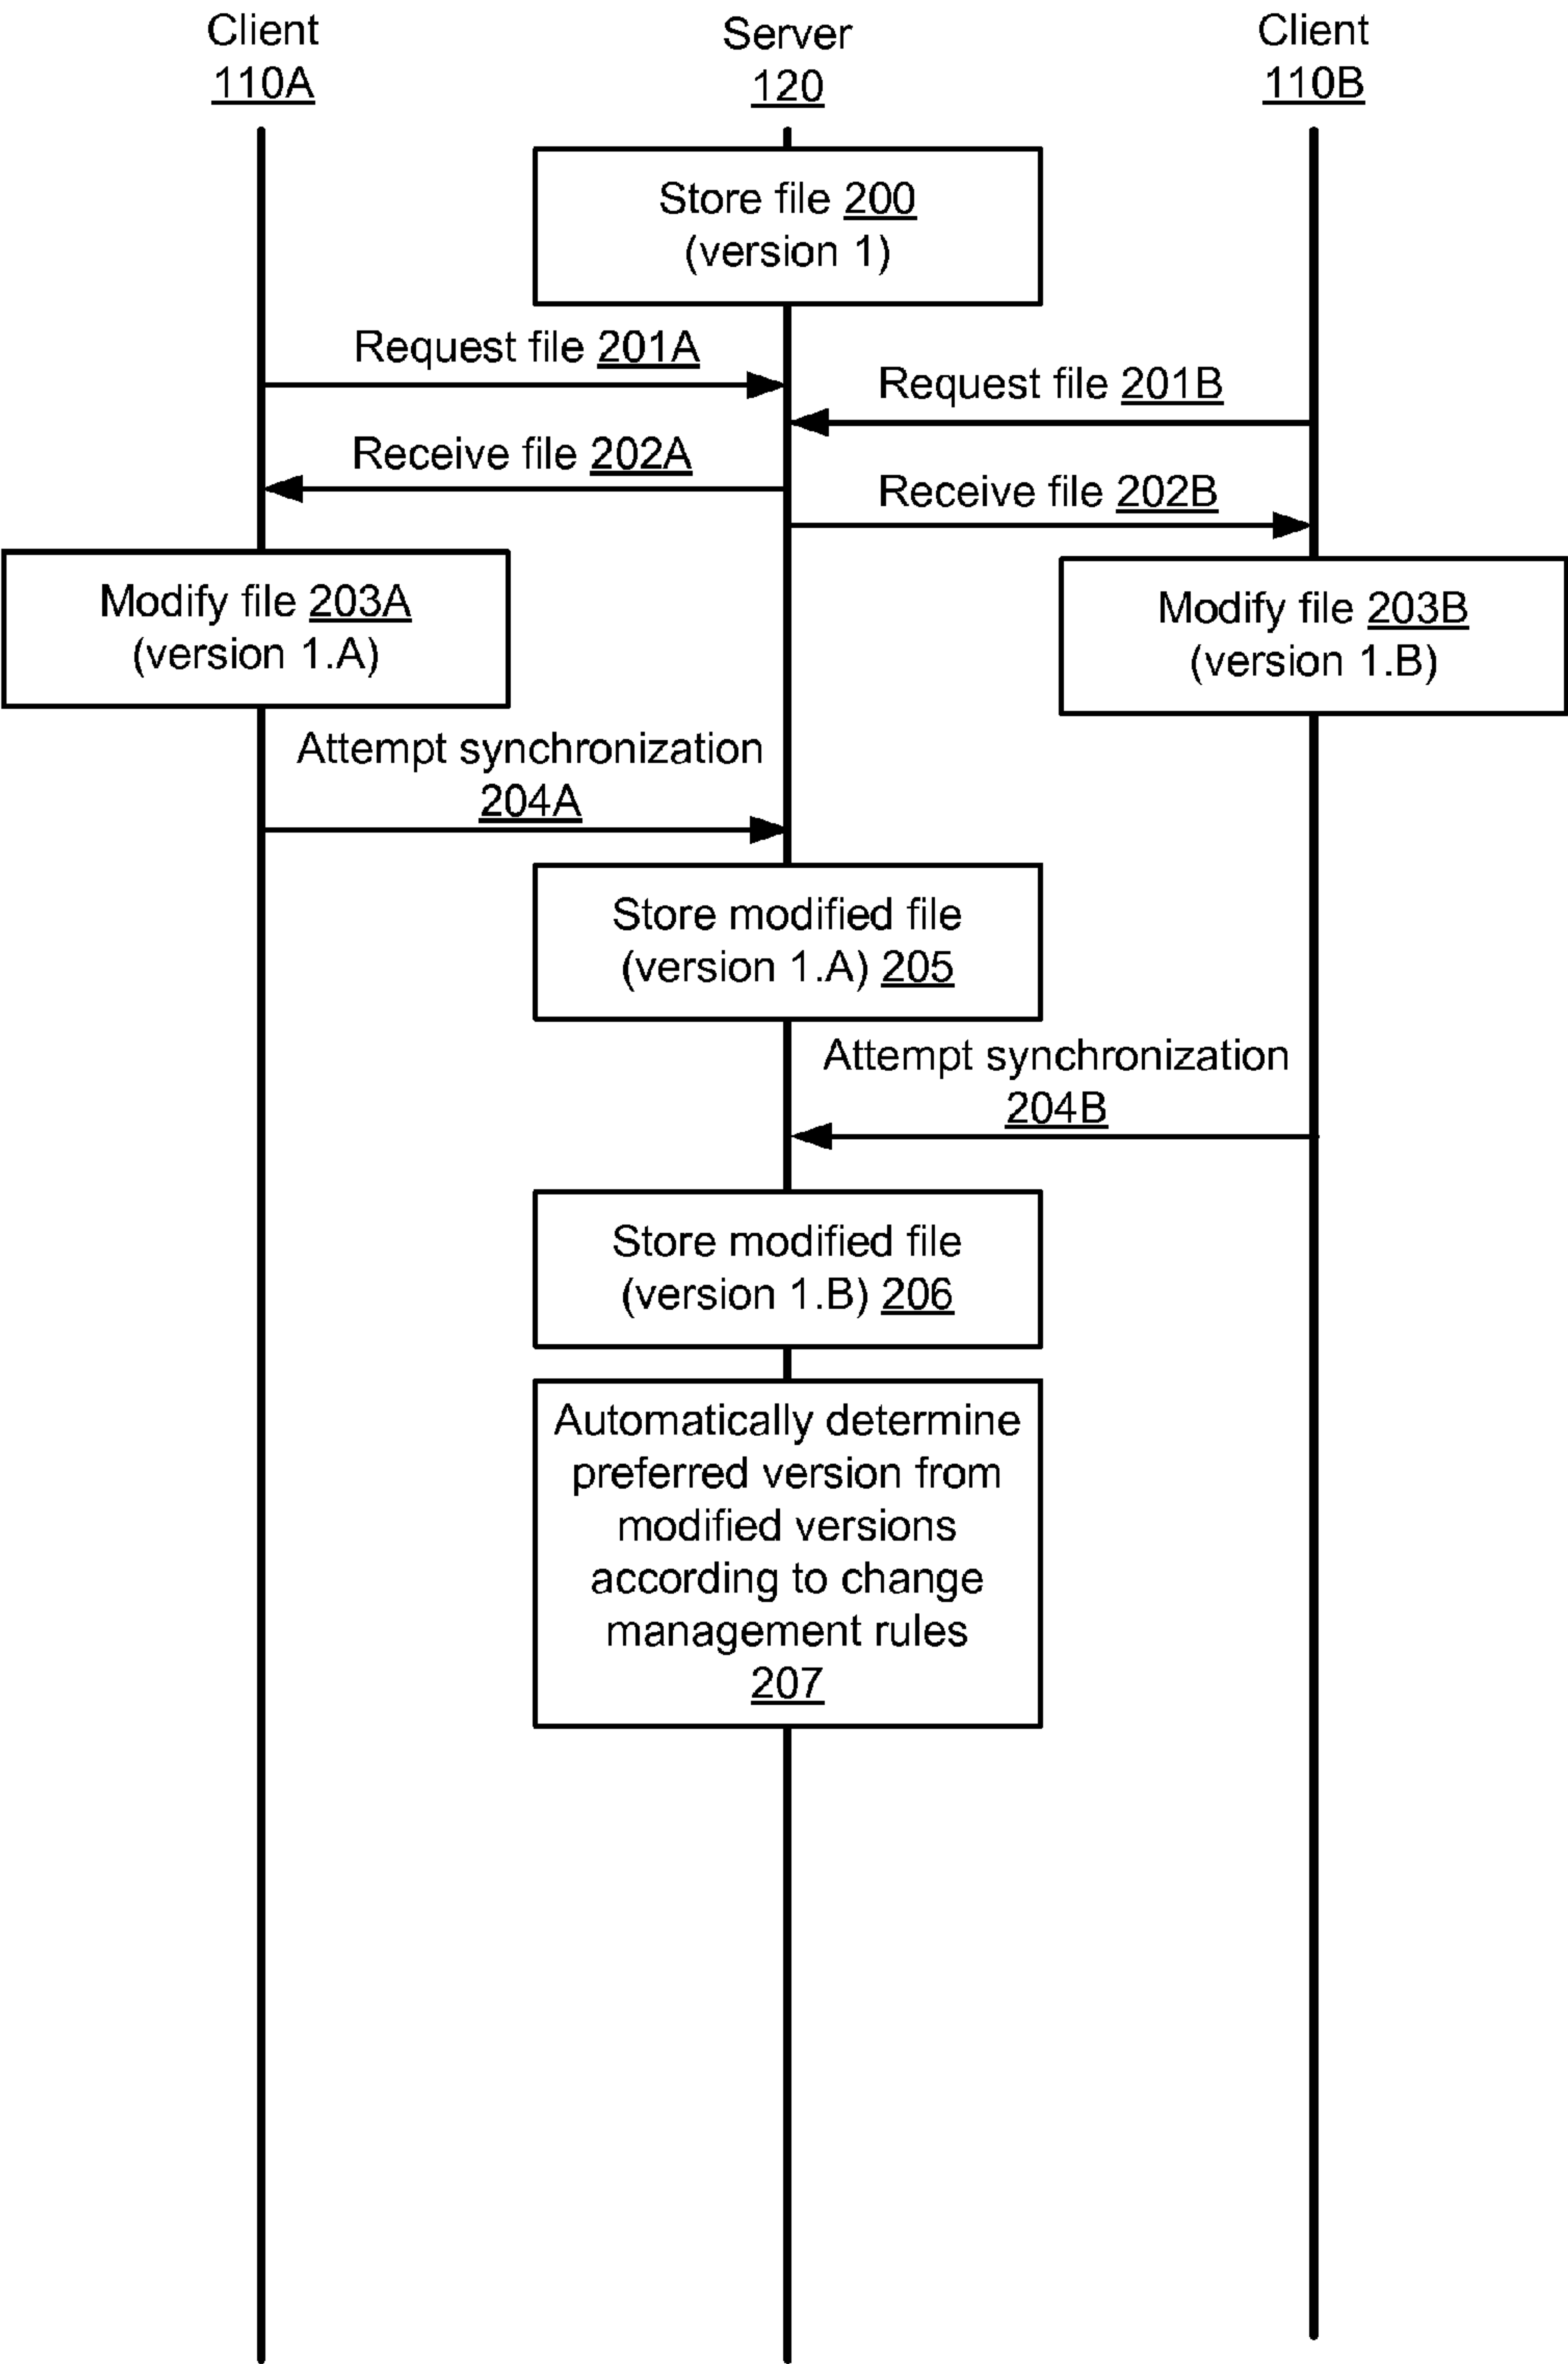 Client
110A
Server
120
Client
110B
Store file 200
(version 1)
Request file 201A
Request file 201B
Receive file 202A
Receive file 202B
Modify file 203A
(version 1.A)
Modify file 203B
(version 1.B)
Attempt synchronization
204A
Store modified file
(version 1.A) 205
Attempt synchronization
204B
Store modified file
(version 1.B) 206
Automatically determine
preferred version from
modified versions
according to change
management rules
207